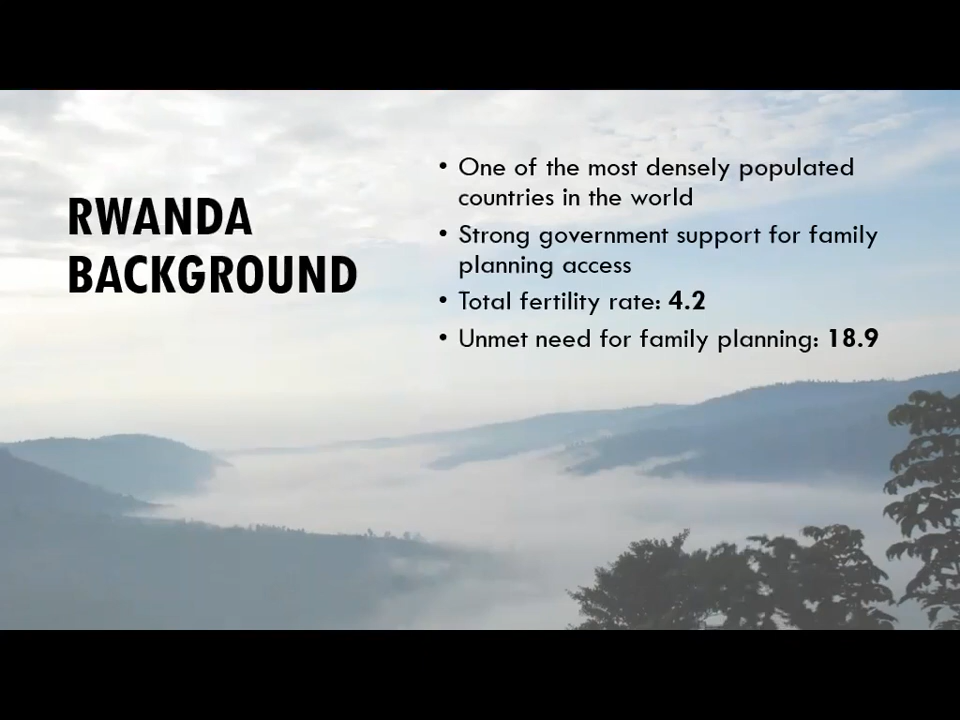 RWANDA
BACKGROUND
• One of the most densely populated
countries in the world
• Strong government support for family
planning access
• Total fertility rate: 4.2
• Unmet need for family planning: 18.9